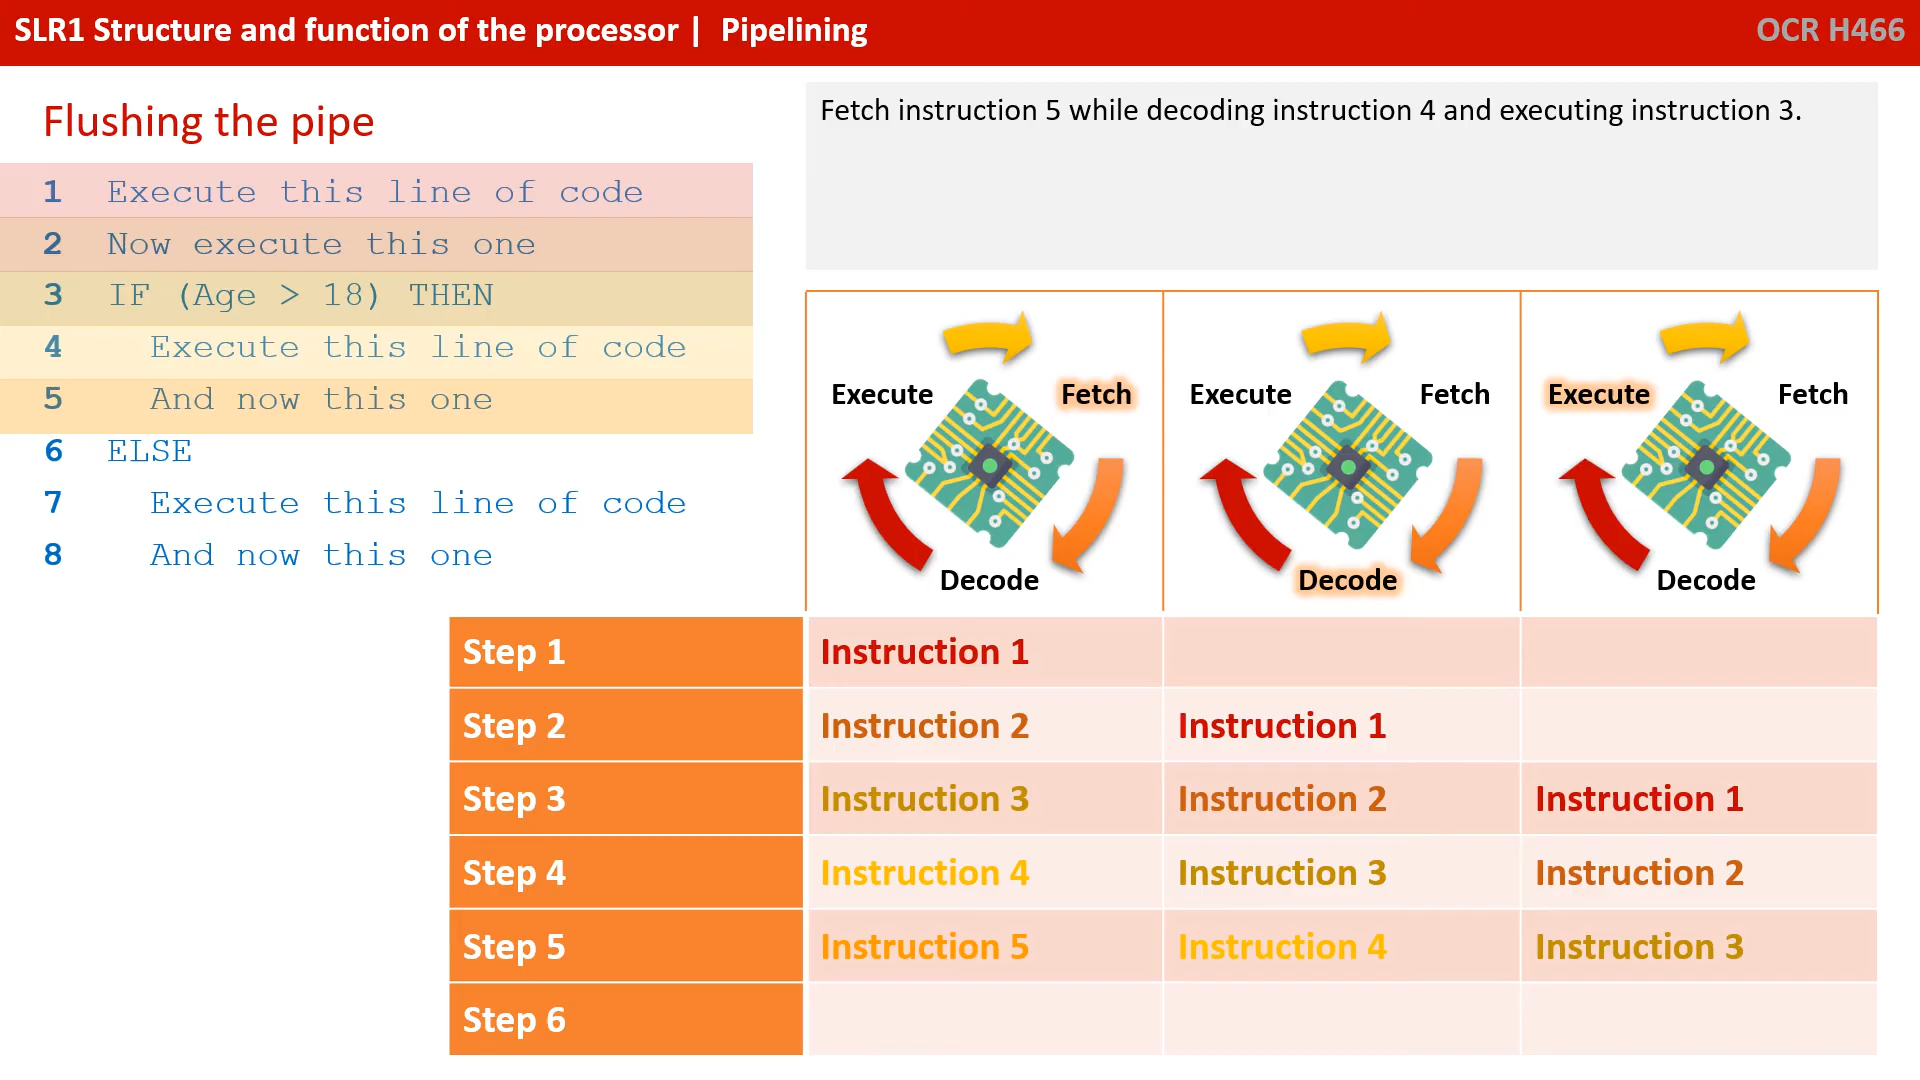 SLR1 Structure and function of the processor | Pipelining
OCR H466
Flushing the pipe
Fetch instruction 5 while decoding instruction 4 and executing instruction 3.
1 Execute this line of code
2 Now execute this one
3 IF (Age > 18) THEN
4 Execute this line of code
5 And now this one
6 ELSE
7 Execute this line of code
8 And now this one
Execute Fetch Execute Fetch Execute Fetch
Decode Decode Decode
Step 1 Instruction 1
Step 2 Instruction 2 Instruction 1
Step 3 Instruction 3 Instruction 2 Instruction 1
Step 4 Instruction 4 Instruction 3 Instruction 2
Step 5 Instruction 5 Instruction 4 Instruction 3
Step 6